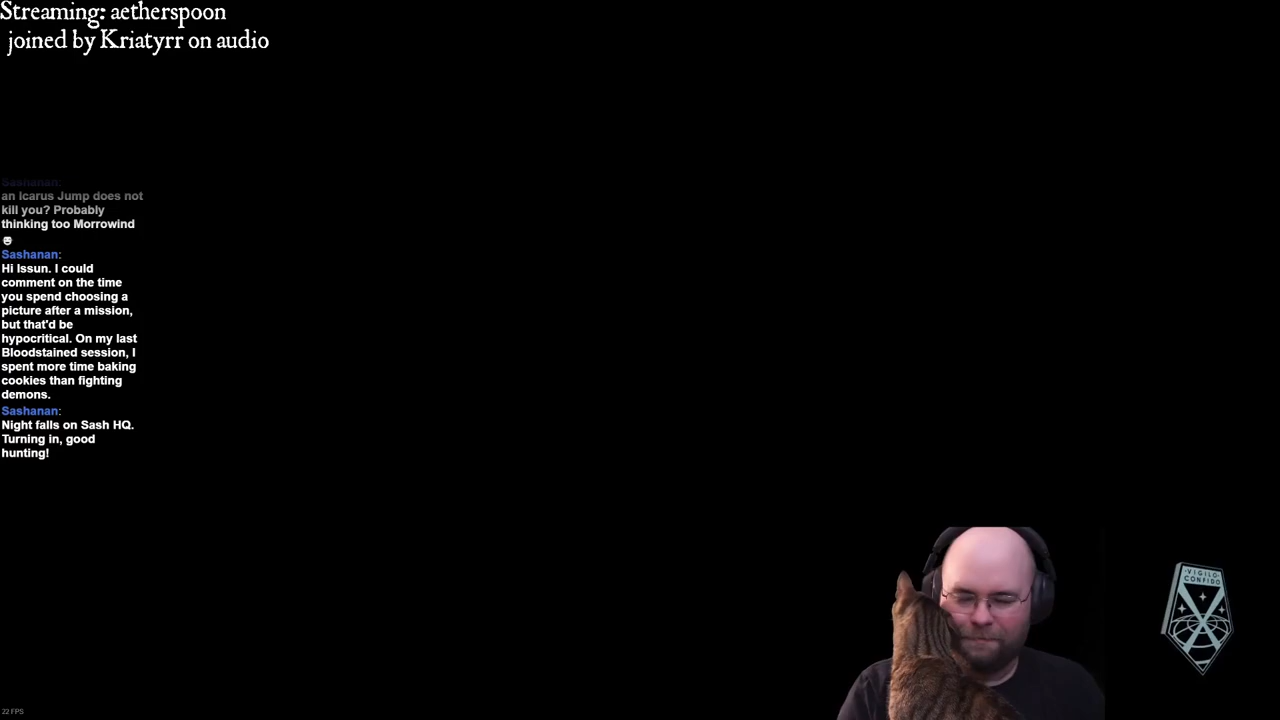 Streaming: aetherspoon
joined by Kriatyrr on audio
Sashanan:
an Icarus Jump does not
kill you? Probably
thinking too Morrowind
Sashanan:
Hi Issun. I could
comment on the time
you spend choosing a
picture after a mission,
but that'd be
hypocritical. On my last
Bloodstained session, I
spent more time baking
cookies than fighting
demons.
Sashanan:
Night falls on Sash HQ.
Turning in, good
hunting!
VIGILO
CONFIDO
22 FPS